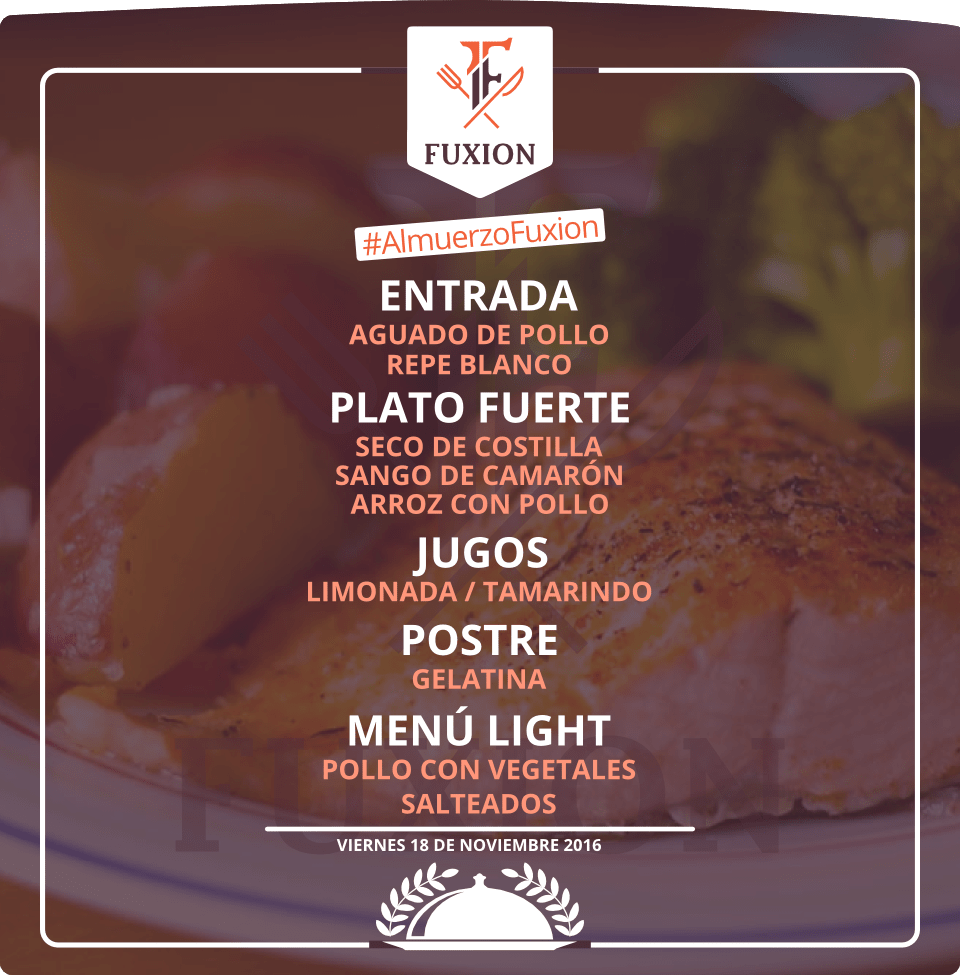 FUXION
#AlmuerzoFuxion
ENTRADA
AGUADO DE POLLO
REPE BLANCO
PLATO FUERTE
SECO DE COSTILLA
SANGO DE CAMARÓN
ARROZ CON POLLO
JUGOS
LIMONADA / TAMARINDO
POSTRE
GELATINA
MENÚ LIGHT
POLLO CON VEGETALES
SALTEADOS
FUXION
VIERNES 18 DE NOVIEMBRE 2016